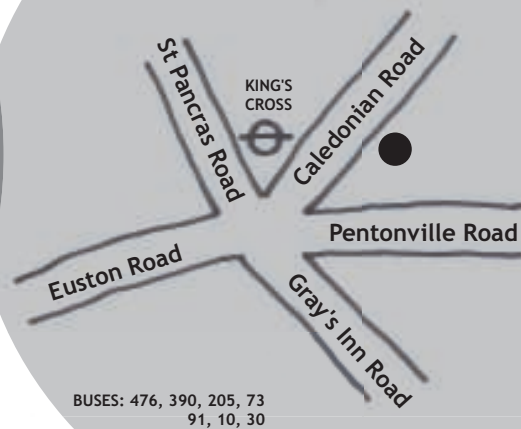 St Pancras Road
KING'S
CROSS
Caledonian Road
Pentonville Road
Euston Road
Gray's Inn Road
BUSES: 476, 390, 205, 73
91, 10, 30